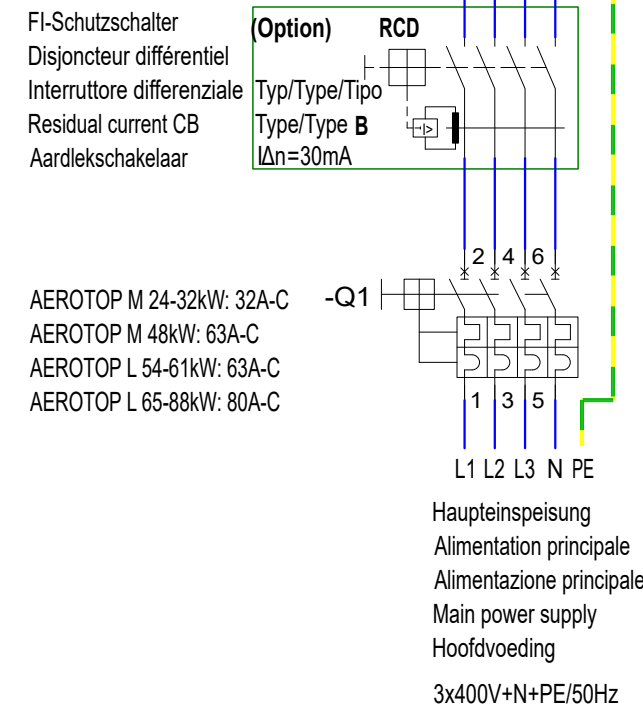 FI-Schutzschalter
Disjoncteur différentiel
Interruttore differenziale
Residual current CB
Aardlekschakelaar
(Option) RCD
Typ/Type/Tipo
Type/Type B
I∆n=30mA
2 4 6
-Q1
AEROTOP M 24-32kW: 32A-C
AEROTOP M 48kW: 63A-C
AEROTOP L 54-61kW: 63A-C
AEROTOP L 65-88kW: 80A-C
1 3 5
L1 L2 L3 N PE
Haupteinspeisung
Alimentation principale
Alimentazione principale
Main power supply
Hoofdvoeding
3x400V+N+PE/50Hz